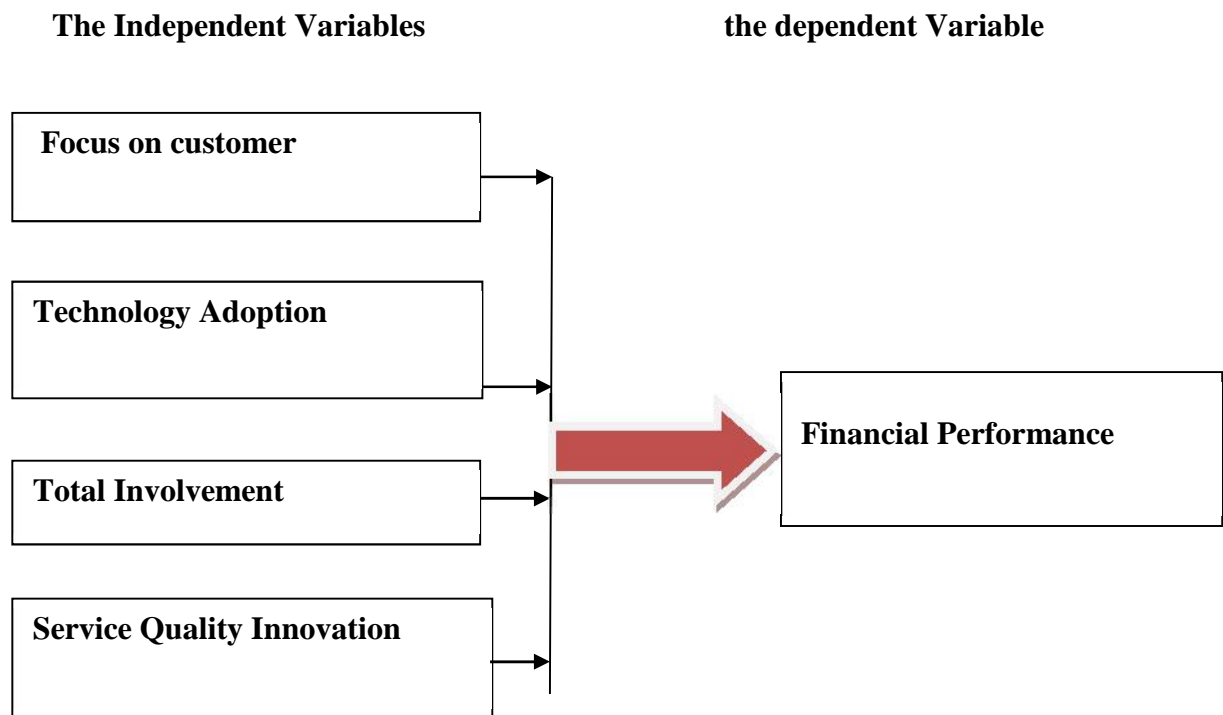 The Independent Variables
the dependent Variable
Focus on customer
Technology Adoption
Financial Performance
Total Involvement
Service Quality Innovation